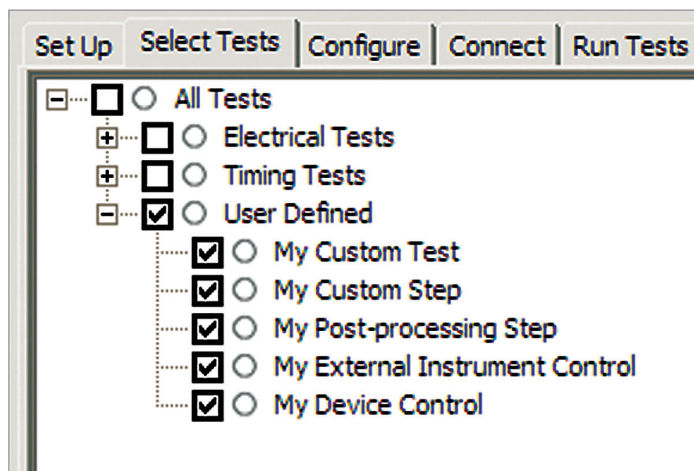 Set Up Select Tests Configure Connect Run Tests
All Tests
Electrical Tests
Timing Tests
User Defined
My Custom Test
My Custom Step
My Post-processing Step
My External Instrument Control
My Device Control